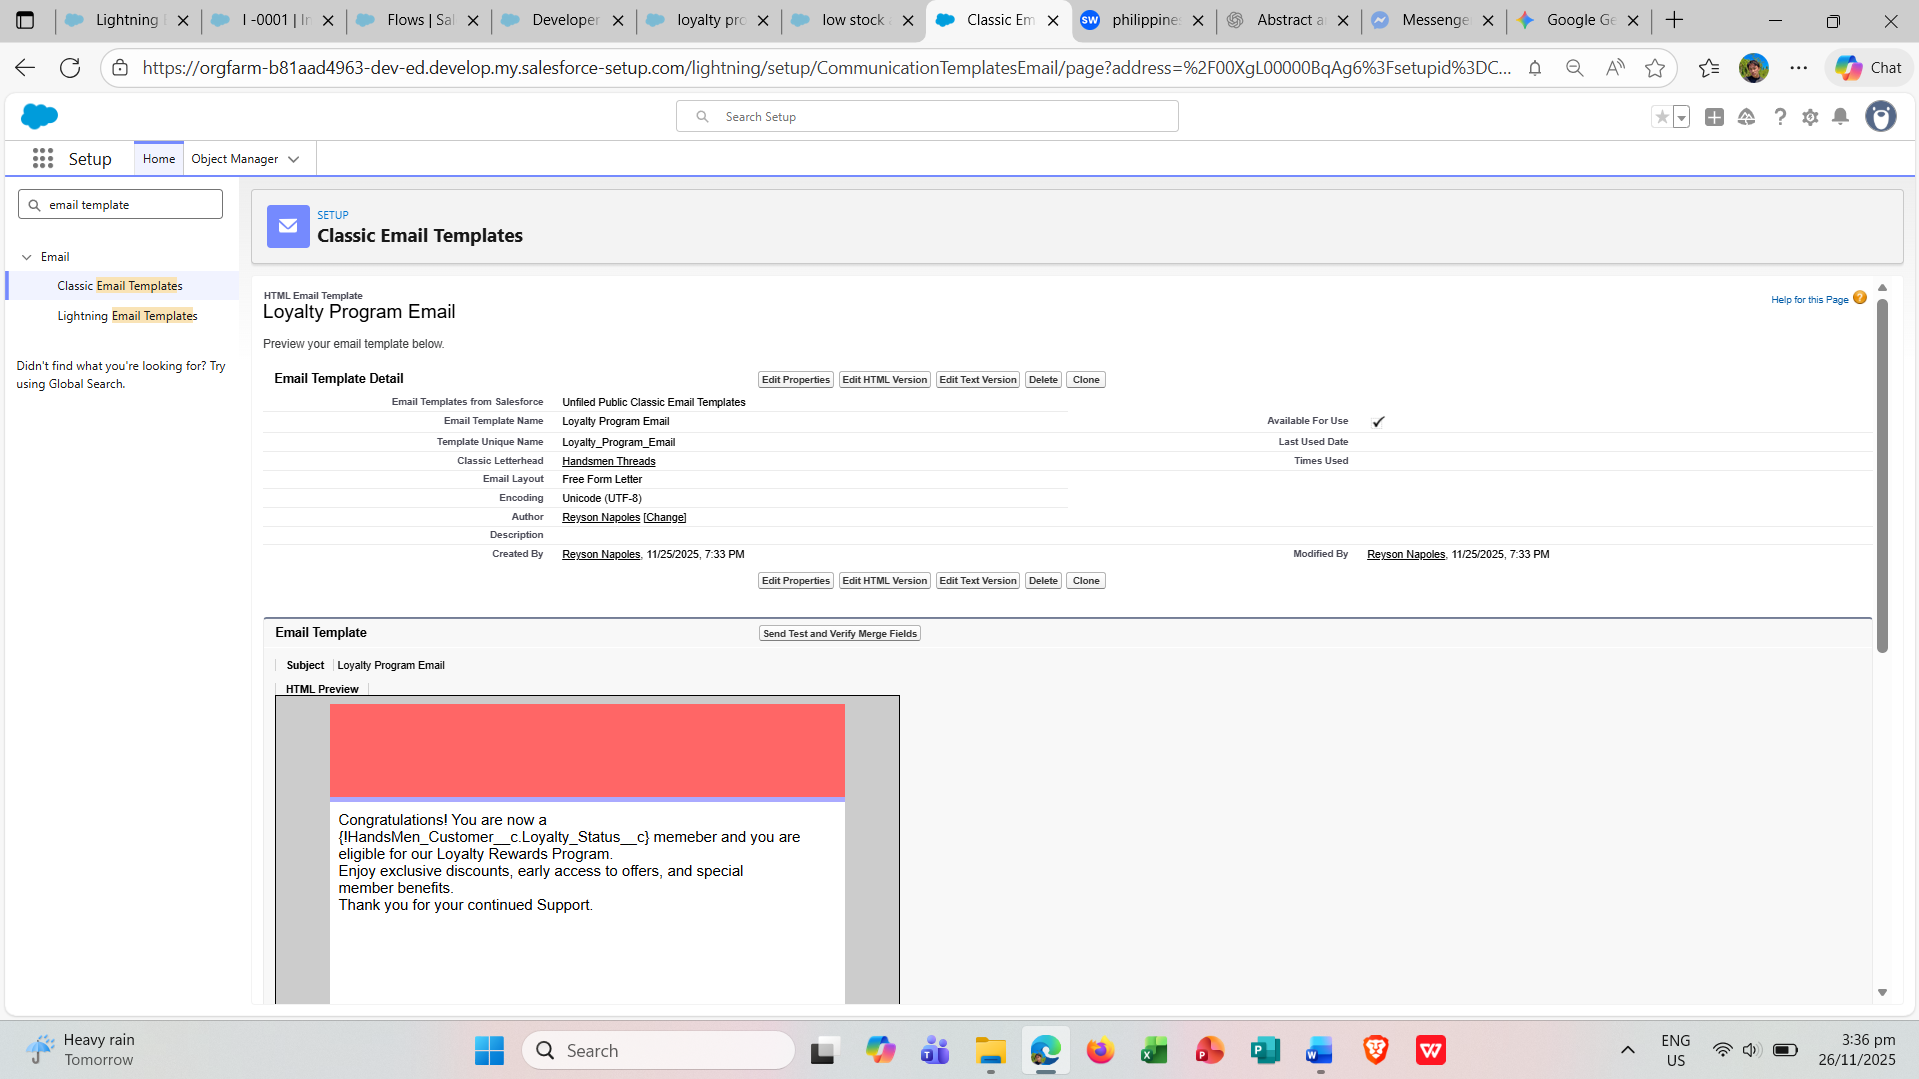 Lightning L
I -0001 | In
Flows | Sal
Developer
loyalty pro
low stock a
Classic Em
SW
philippines
Abstract a
Messenge
Google Ge
https://orgfarm-b81aad4963-dev-ed.develop.my.salesforce-setup.com/lightning/setup/CommunicationTemplatesEmail/page?address=%2F00XgL00000BqAg6%3Fsetupid%3DC...
Chat
Search Setup
Setup
Home
Object Manager
email template
Email
Classic Email Templates
Lightning Email Templates
Didn't find what you're looking for? Try
using Global Search.
SETUP
Classic Email Templates
HTML Email Template
Loyalty Program Email
Help for this Page ?
Preview your email template below.
Email Template Detail
Edit Properties Edit HTML Version Edit Text Version Delete Clone
Email Templates from Salesforce Unfiled Public Classic Email Templates
Email Template Name Loyalty Program Email Available For Use ✓
Template Unique Name Loyalty_Program_Email Last Used Date
Classic Letterhead Handsmen Threads Times Used
Email Layout Free Form Letter
Encoding Unicode (UTF-8)
Author Reyson Napoles [Change]
Description
Created By Reyson Napoles, 11/25/2025, 7:33 PM Modified By Reyson Napoles, 11/25/2025, 7:33 PM
Edit Properties Edit HTML Version Edit Text Version Delete Clone
Email Template Send Test and Verify Merge Fields
Subject Loyalty Program Email
HTML Preview
Congratulations! You are now a
{!HandsMen_Customer__c.Loyalty_Status__c} memeber and you are
eligible for our Loyalty Rewards Program.
Enjoy exclusive discounts, early access to offers, and special
member benefits.
Thank you for your continued Support.
Heavy rain
Tomorrow
Search
ENG
US
3:36 pm
26/11/2025